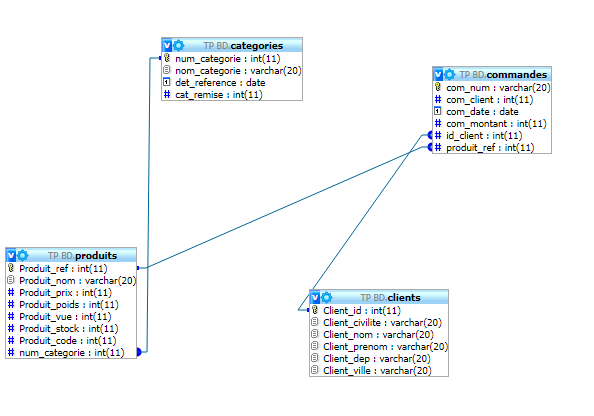 TP BD.categories
num_categorie : int(11)
nom_categorie : varchar(20)
det_reference : date
cat_remise : int(11)
TP BD.commandes
com_num : varchar(20)
com_client : int(11)
com_date : date
com_montant : int(11)
id_client : int(11)
produit_ref : int(11)
TP BD.produits
Produit_ref : int(11)
Produit_nom : varchar(20)
Produit_prix : int(11)
Produit_poids : int(11)
Produit_vue : int(11)
Produit_stock : int(11)
Produit_code : int(11)
num_categorie : int(11)
TP BD.clients
Client_id : int(11)
Client_civilite : varchar(20)
Client_nom : varchar(20)
Client_prenom : varchar(20)
Client_dep : varchar(20)
Client_ville : varchar(20)